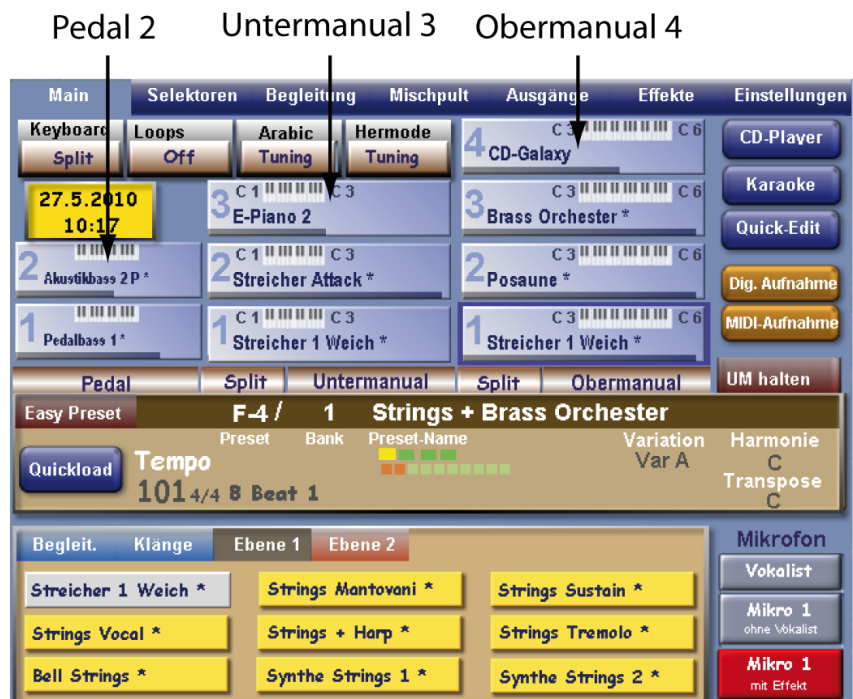 Pedal 2 Untermanual 3 Obermanual 4
Main Selektoren Begleitung Mischpult Ausgänge Effekte Einstellungen
Keyboard Loops Arabic Hermode
Split Off Tuning Tuning
4 C 3 C 6
CD-Galaxy
CD-Player
27.5.2010
10:17
3 C 1 C 3
E-Piano 2
3 C 3 C 6
Brass Orchester *
Karaoke
Quick-Edit
2 Akustikbass 2P *
2 C 1 C 3
Streicher Attack *
2 C 3 C 6
Posaune *
Dig. Aufnahme
1 Pedalbass 1 *
1 C 1 C 3
Streicher 1 Weich *
1 C 3 C 6
Streicher 1 Weich *
MIDI-Aufnahme
Pedal Split Untermanual Split Obermanual UM halten
Easy Preset F-4 / 1 Strings + Brass Orchester
Preset Bank Preset-Name Variation Harmonie
Quickload Tempo Var A C
Transpose
101 4/4 8 Beat 1 C
Begleit. Klänge Ebene 1 Ebene 2 Mikrofon
Streicher 1 Weich * Strings Mantovani * Strings Sustain * Vokalist
Strings Vocal * Strings + Harp * Strings Tremolo * Mikro 1
ohne Vokalist
Bell Strings * Synthe Strings 1 * Synthe Strings 2 * Mikro 1
mit Effekt